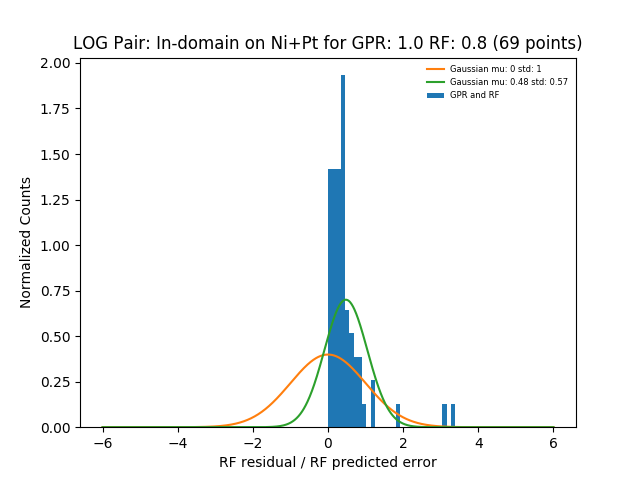 LOG Pair: In-domain on Ni+Pt for GPR: 1.0 RF: 0.8 (69 points)
Gaussian mu: 0 std: 1
Gaussian mu: 0.48 std: 0.57
GPR and RF
Normalized Counts
2.00
1.75
1.50
1.25
1.00
0.75
0.50
0.25
0.00
−6
−4
−2
0
2
4
6
RF residual / RF predicted error